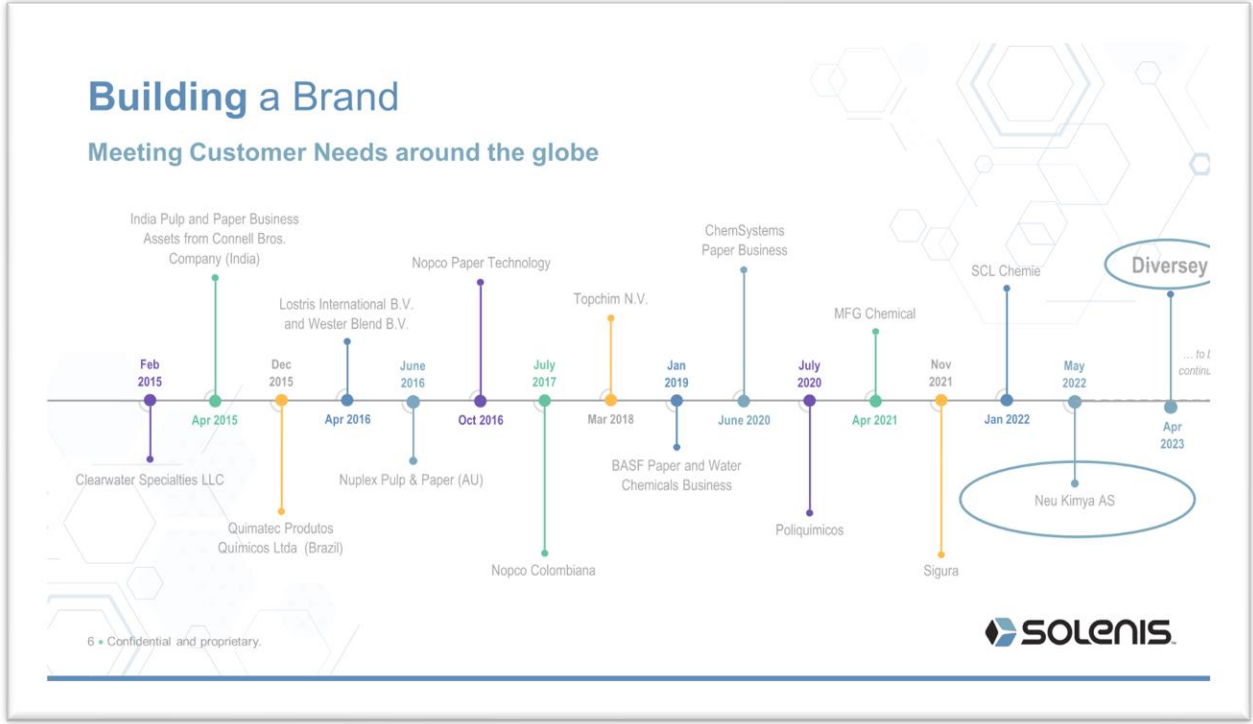 Building a Brand
Meeting Customer Needs around the globe
India Pulp and Paper Business
Assets from Connell Bros.
Company (India)
Lostris International B.V.
and Wester Blend B.V.
Nopco Paper Technology
Topchim N.V.
ChemSystems
Paper Business
MFG Chemical
SCL Chemie
Diversey
... to
Feb
2015
Apr 2015
Dec
2015
Apr 2016
June
2016
Oct 2016
July
2017
Mar 2018
Jan
2019
June 2020
July
2020
Apr 2021
Nov
2021
Jan 2022
May
2022
Apr
2023
Clearwater Specialties LLC
Quimatec Produtos
Químicos Ltda (Brazil)
Nuplex Pulp & Paper (AU)
Nopco Colombiana
BASF Paper and Water
Chemicals Business
Poliquimicos
Sigura
Neu Kimya AS
6 • Confidential and proprietary.
SOLENIS